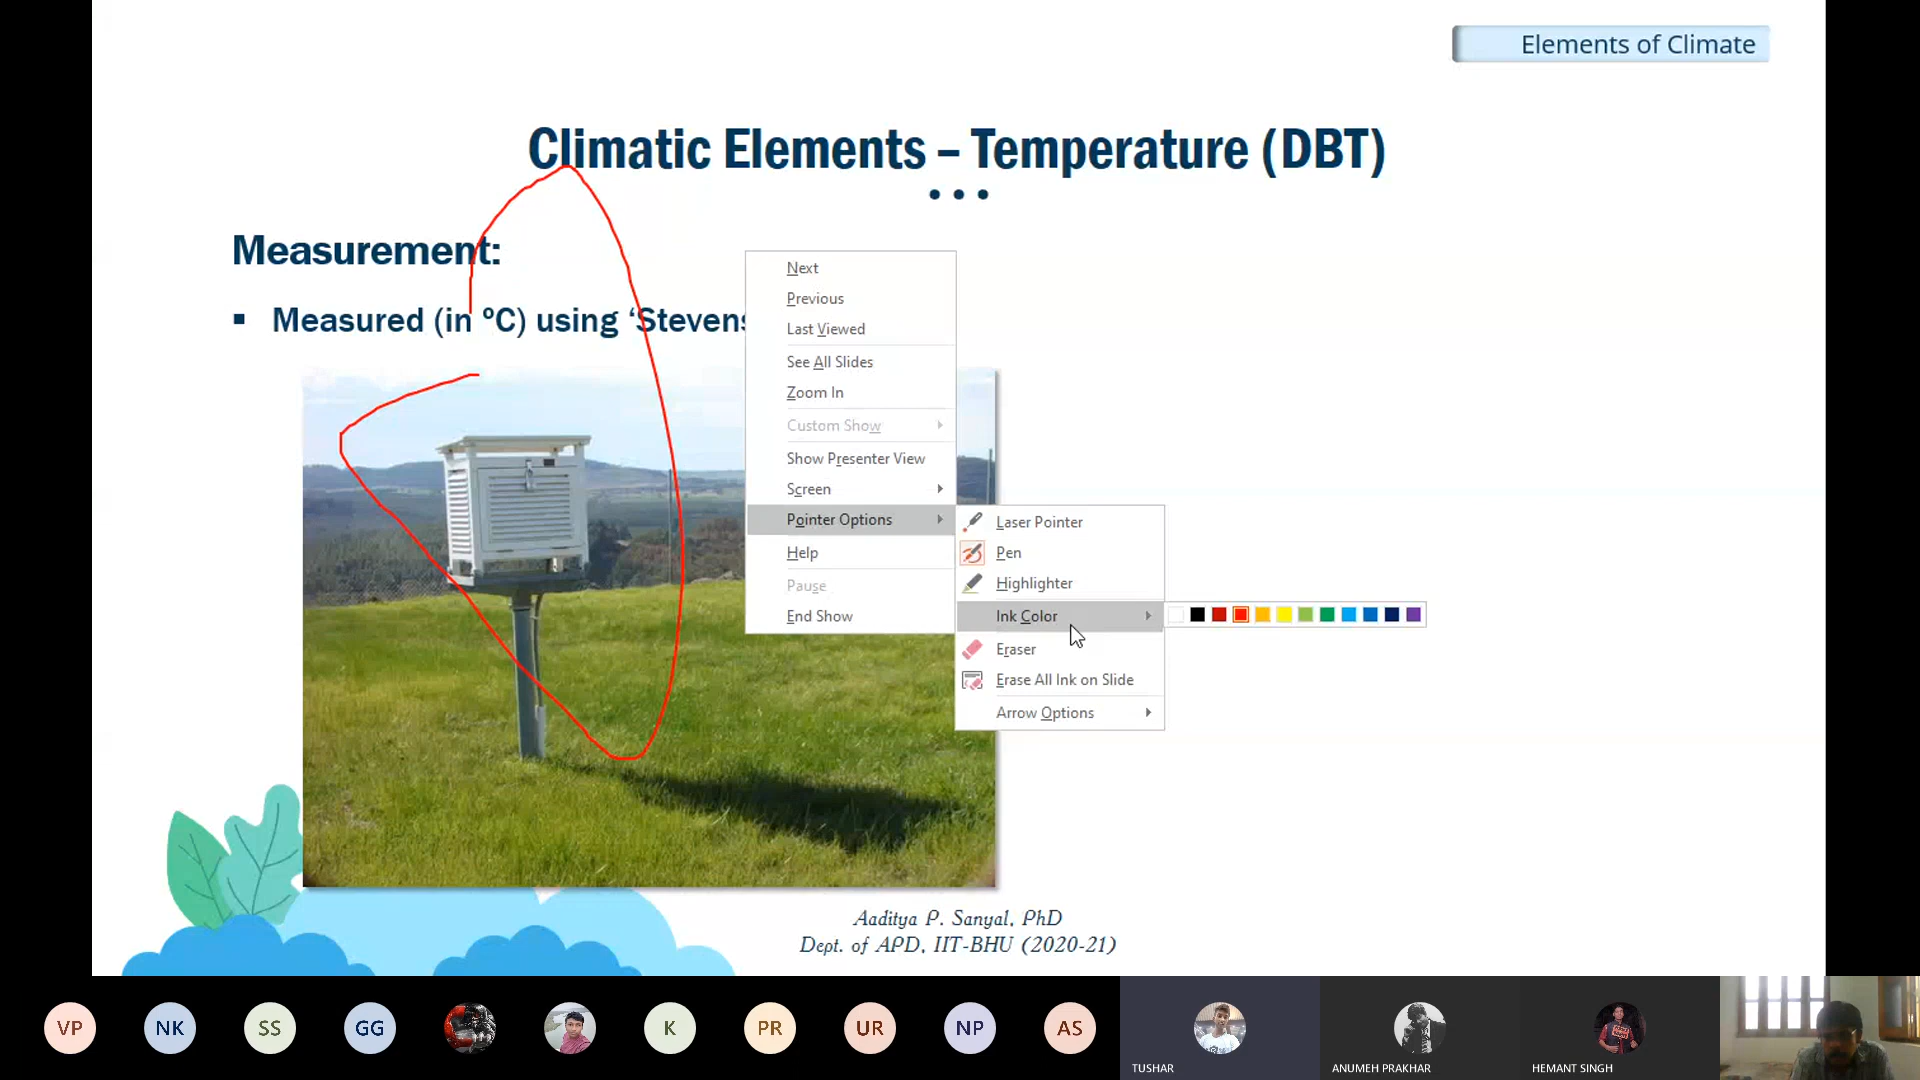 Elements of Climate
Climatic Elements – Temperature (DBT)
Measurement:
▪ Measured (in °C) using ‘Stevens
Next
Previous
Last Viewed
See All Slides
Zoom In
Custom Show
Show Presenter View
Screen
Pointer Options
Help
Pause
End Show
Laser Pointer
Pen
Highlighter
Ink Color
Eraser
Erase All Ink on Slide
Arrow Options
Aaditya P. Sanyal, PhD
Dept. of APD, IIT-BHU (2020-21)
VP NK SS GG K PR UR NP AS
TUSHAR ANUMEH PRAKHAR HEMANT SINGH